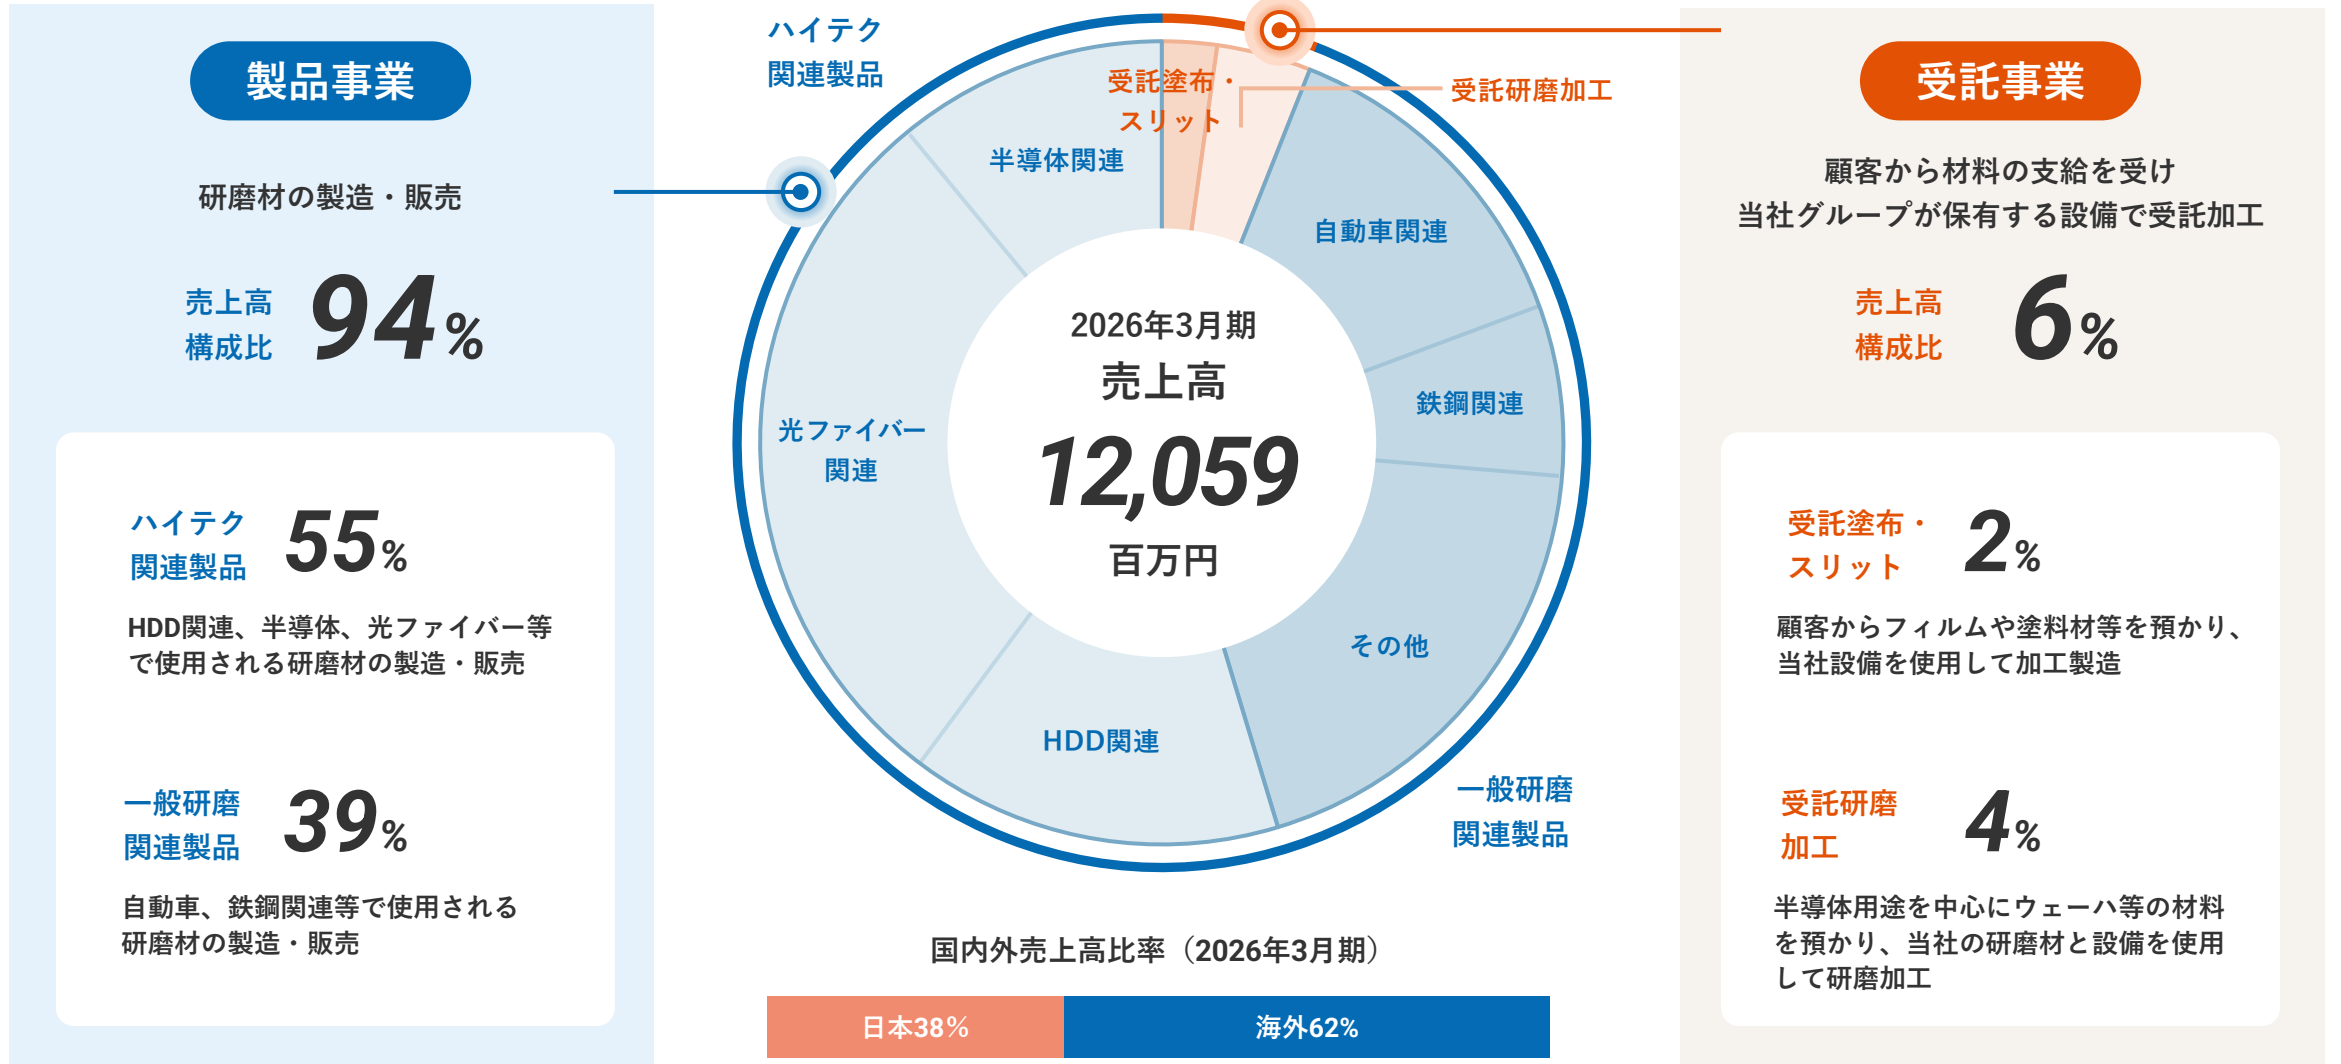 製品事業
研磨材の製造・販売
売上高
構成比
94%
ハイテク
関連製品
55%
HDD関連、半導体、光ファイバー等
で使用される研磨材の製造・販売
一般研磨
関連製品
39%
自動車、鉄鋼関連等で使用される
研磨材の製造・販売
ハイテク
関連製品
受託塗布・
スリット
受託研磨加工
半導体関連
自動車関連
鉄鋼関連
光ファイバー
関連
その他
HDD関連
一般研磨
関連製品
2026年3月期
売上高
12,059
百万円
国内外売上高比率（2026年3月期）
日本38%
海外62%
受託事業
顧客から材料の支給を受け
当社グループが保有する設備で受託加工
売上高
構成比
6%
受託塗布・
スリット
2%
顧客からフィルムや塗料材等を預かり、
当社設備を使用して加工製造
受託研磨
加工
4%
半導体用途を中心にウェーハ等の材料
を預かり、当社の研磨材と設備を使用
して研磨加工